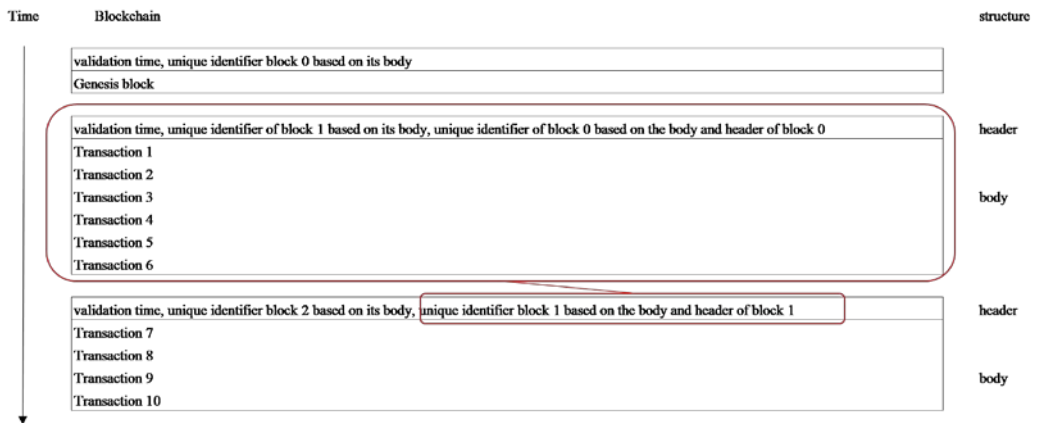 Time Blockchain structure
validation time, unique identifier block 0 based on its body
Genesis block
validation time, unique identifier of block 1 based on its body, unique identifier of block 0 based on the body and header of block 0 header
Transaction 1
Transaction 2
Transaction 3 body
Transaction 4
Transaction 5
Transaction 6
validation time, unique identifier block 2 based on its body, unique identifier block 1 based on the body and header of block 1 header
Transaction 7
Transaction 8
Transaction 9 body
Transaction 10